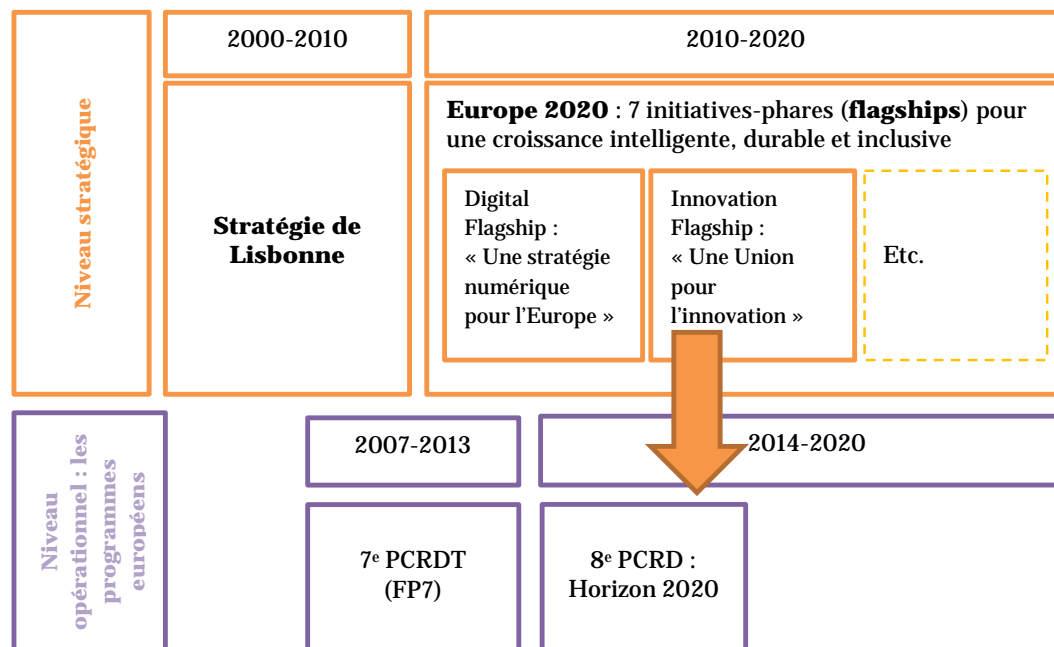 2000-2010
2010-2020
Niveau stratégique
Stratégie de
Lisbonne
Europe 2020 : 7 initiatives-phares (flagships) pour
une croissance intelligente, durable et inclusive
Digital
Flagship :
« Une stratégie
numérique
pour l'Europe »
Innovation
Flagship :
« Une Union
pour
l'innovation »
Etc.
Niveau
opérationnel : les
programmes
européens
2007-2013
2014-2020
7e PCRDT
(FP7)
8e PCRD :
Horizon 2020